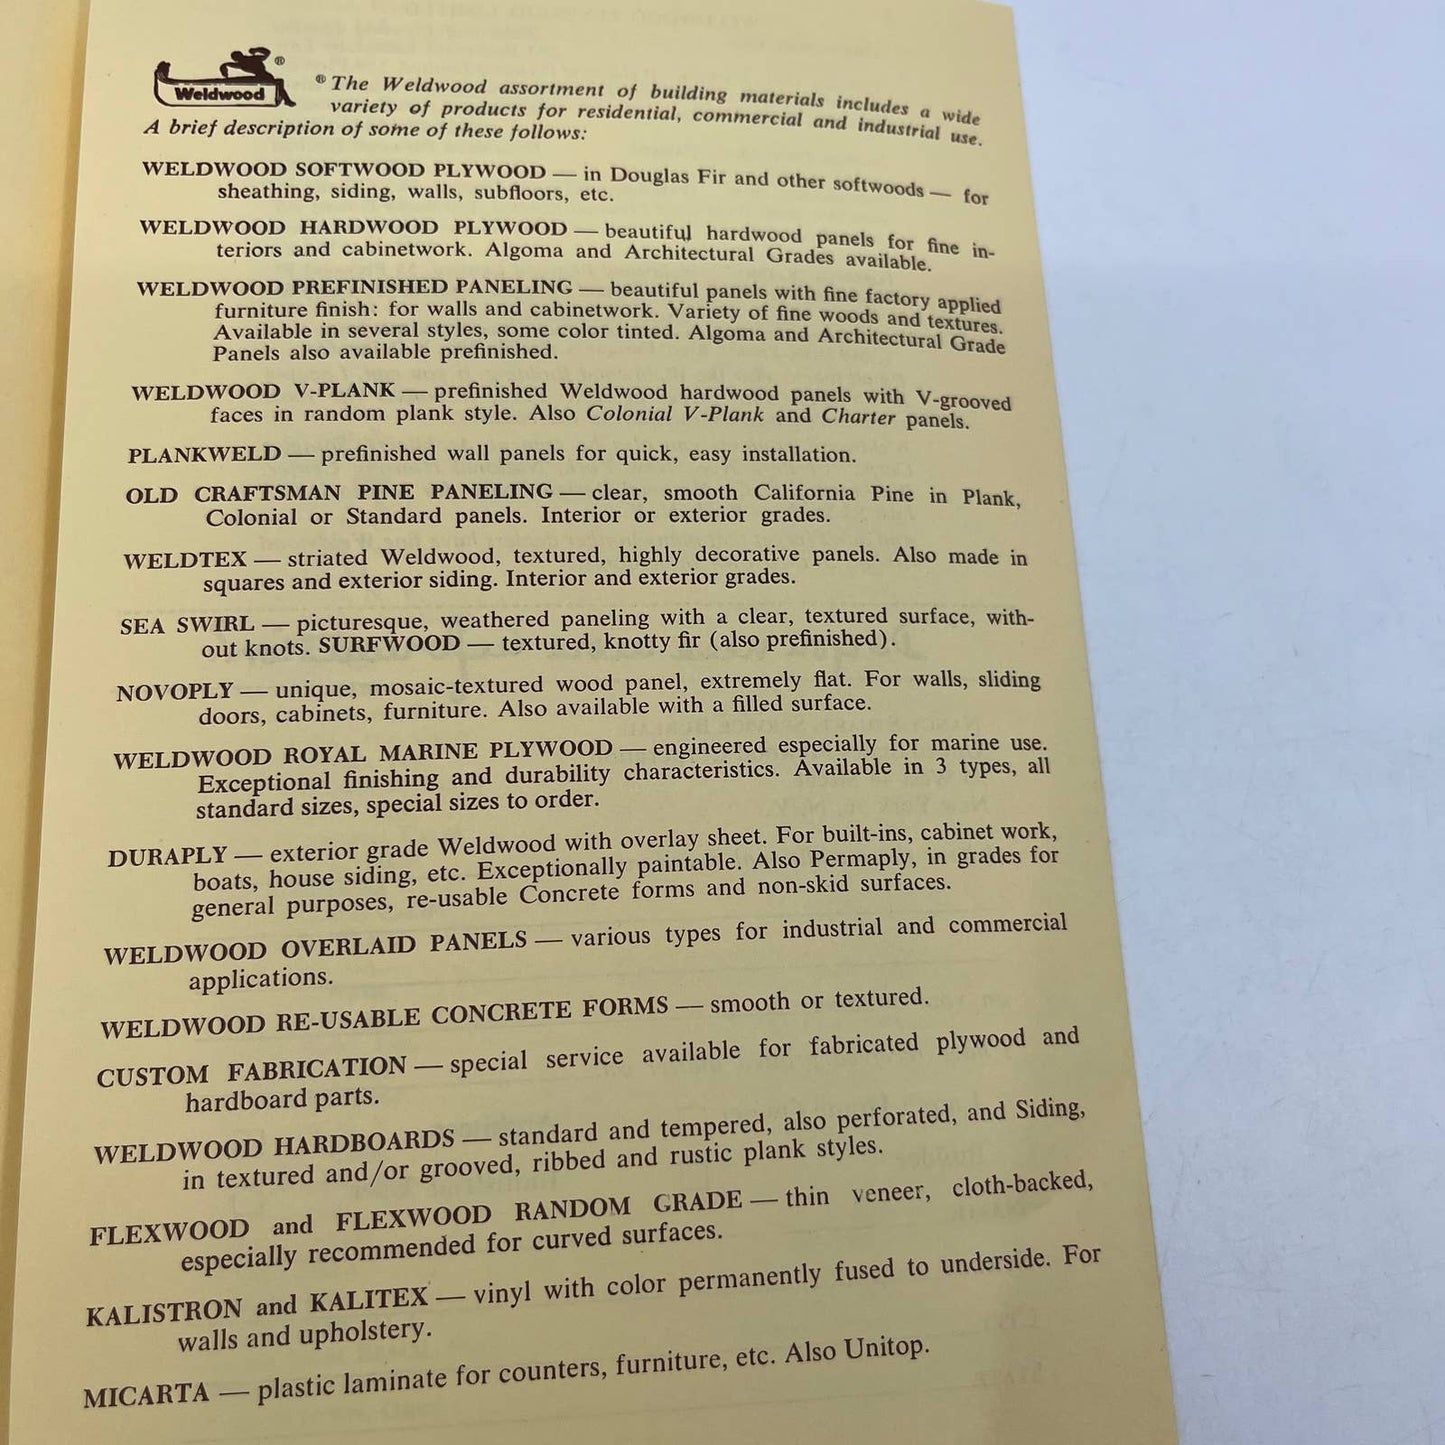 Weldwood ®
® The Weldwood assortment of building materials includes a wide
variety of products for residential, commercial and industrial use.
A brief description of some of these follows:
WELDWOOD SOFTWOOD PLYWOOD — in Douglas Fir and other softwoods — for
sheathing, siding, walls, subfloors, etc.
WELDWOOD HARDWOOD PLYWOOD — beautiful hardwood panels for fine in-
teriors and cabinetwork. Algoma and Architectural Grades available.
WELDWOOD PREFINISHED PANELING — beautiful panels with fine factory applied
furniture finish: for walls and cabinetwork. Variety of fine woods and textures.
Available in several styles, some color tinted. Algoma and Architectural Grade
Panels also available prefinished.
WELDWOOD V-PLANK — prefinished Weldwood hardwood panels with V-grooved
faces in random plank style. Also Colonial V-Plank and Charter panels.
PLANKWELD — prefinished wall panels for quick, easy installation.
OLD CRAFTSMAN PINE PANELING — clear, smooth California Pine in Plank,
Colonial or Standard panels. Interior or exterior grades.
WELDTEX — striated Weldwood, textured, highly decorative panels. Also made in
squares and exterior siding. Interior and exterior grades.
SEA SWIRL — picturesque, weathered paneling with a clear, textured surface, with-
out knots. SURFWOOD — textured, knotty fir (also prefinished).
NOVOPLY — unique, mosaic-textured wood panel, extremely flat. For walls, sliding
doors, cabinets, furniture. Also available with a filled surface.
WELDWOOD ROYAL MARINE PLYWOOD — engineered especially for marine use.
Exceptional finishing and durability characteristics. Available in 3 types, all
standard sizes, special sizes to order.
DURAPLY — exterior grade Weldwood with overlay sheet. For built-ins, cabinet work,
boats, house siding, etc. Exceptionally paintable. Also Permaply, in grades for
general purposes, re-usable Concrete forms and non-skid surfaces.
WELDWOOD OVERLAID PANELS — various types for industrial and commercial
applications.
WELDWOOD RE-USABLE CONCRETE FORMS — smooth or textured.
CUSTOM FABRICATION — special service available for fabricated plywood and
hardboard parts.
WELDWOOD HARDBOARDS — standard and tempered, also perforated, and Siding,
in textured and/or grooved, ribbed and rustic plank styles.
FLEXWOOD and FLEXWOOD RANDOM GRADE — thin veneer, cloth-backed,
especially recommended for curved surfaces.
KALISTRON and KALITEX — vinyl with color permanently fused to underside. For
walls and upholstery.
MICARTA — plastic laminate for counters, furniture, etc. Also Unitop.